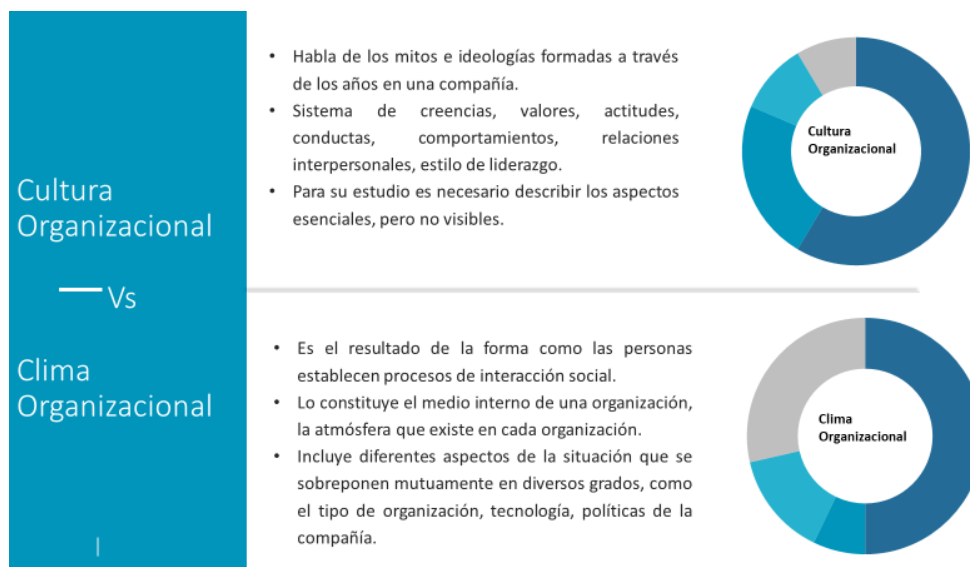 Cultura
Organizacional
Vs
Clima
Organizacional
• Habla de los mitos e ideologías formadas a través
de los años en una compañía.
• Sistema de creencias, valores, actitudes,
conductas, comportamientos, relaciones
interpersonales, estilo de liderazgo.
• Para su estudio es necesario describir los aspectos
esenciales, pero no visibles.
Cultura
Organizacional
• Es el resultado de la forma como las personas
establecen procesos de interacción social.
• Lo constituye el medio interno de una organización,
la atmósfera que existe en cada organización.
• Incluye diferentes aspectos de la situación que se
sobreponen mutuamente en diversos grados, como
el tipo de organización, tecnología, políticas de la
compañía.
Clima
Organizacional